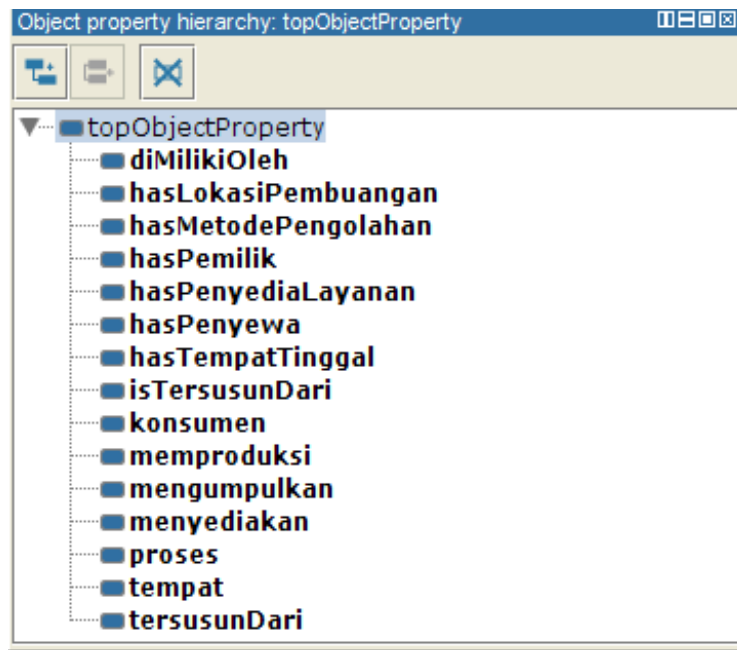 Object property hierarchy: topObjectProperty
topObjectProperty
diMilikiOleh
hasLokasiPembuangan
hasMetodePengolahan
hasPemilik
hasPenyediaLayanan
hasPenyewa
hasTempatTinggal
isTersusunDari
konsumen
memproduksi
mengumpulkan
menyediakan
proses
tempat
tersusunDari